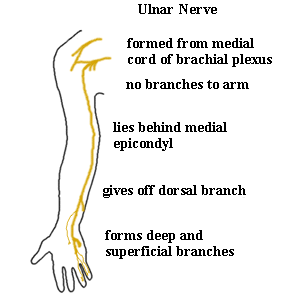 Ulnar Nerve
formed from medial
cord of brachial plexus
no branches to arm
lies behind medial
epicondyl
gives off dorsal branch
forms deep and
superficial branches